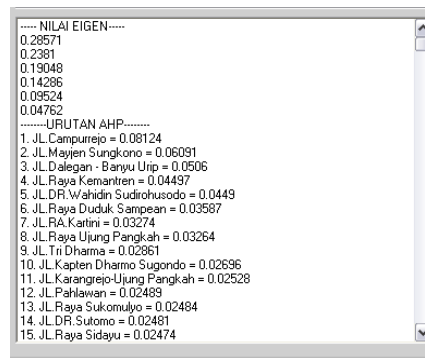 ----- NILAI EIGEN-----
0.28571
0.2381
0.19048
0.14286
0.09524
0.04762
--------URUTAN AHP--------
1. JL.Campurrejo = 0.08124
2. JL.Mayjen Sungkono = 0.06091
3. JL.Dalegan - Banyu Urip = 0.0506
4. JL.Raya Kemantren = 0.04497
5. JL.DR.Wahidin Sudirohusodo = 0.0449
6. JL.Raya Duduk Sampean = 0.03587
7. JL.RA.Kartini = 0.03274
8. JL.Raya Ujung Pangkah = 0.03264
9. JL.Tri Dharma = 0.02861
10. JL.Kapten Dharmo Sugondo = 0.02696
11. JL.Karangrejo-Ujung Pangkah = 0.02528
12. JL.Pahlawan = 0.02489
13. JL.Raya Sukomulyo = 0.02484
14. JL.DR.Sutomo = 0.02481
15. JL.Raya Sidayu = 0.02474